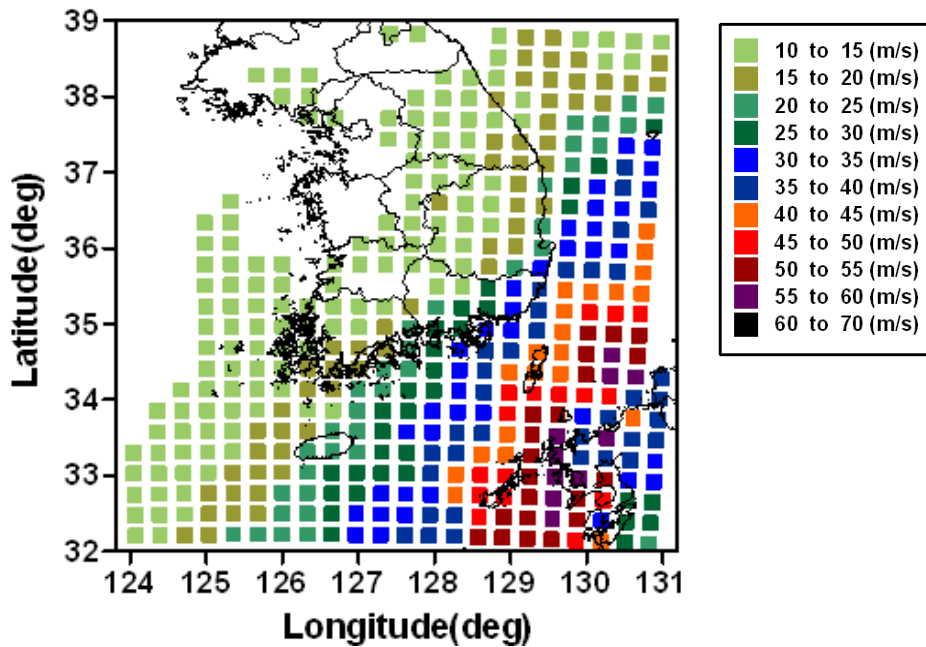 39
38
37
36
35
34
33
32
Latitude(deg)
124 125 126 127 128 129 130 131
Longitude(deg)
10 to 15 (m/s)
15 to 20 (m/s)
20 to 25 (m/s)
25 to 30 (m/s)
30 to 35 (m/s)
35 to 40 (m/s)
40 to 45 (m/s)
45 to 50 (m/s)
50 to 55 (m/s)
55 to 60 (m/s)
60 to 70 (m/s)